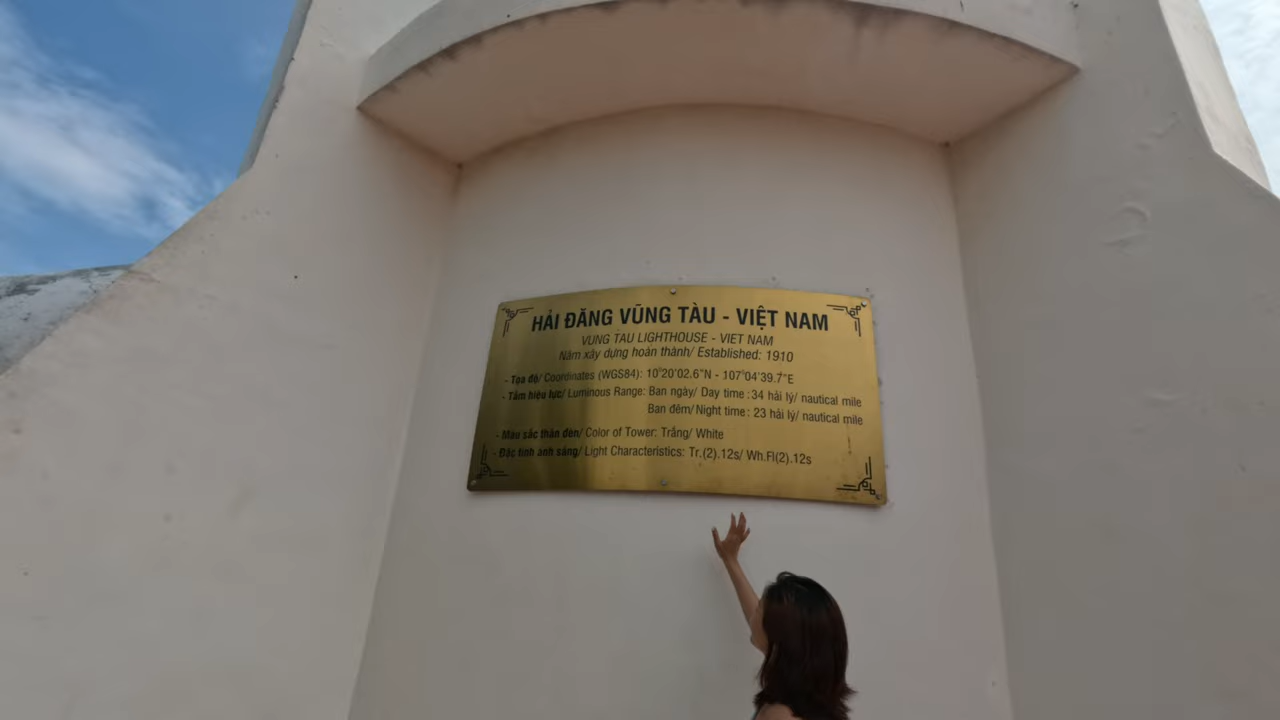 HẢI ĐĂNG VŨNG TÀU - VIỆT NAM
VUNG TAU LIGHTHOUSE - VIET NAM
Năm xây dựng hoàn thành/ Established: 1910
- Tọa độ/ Coordinates (WGS84): 10°20'02.6"N - 107°04'39.7"E
- Tầm hiệu lực/ Luminous Range: Ban ngày/ Day time : 34 hải lý/ nautical mile
Ban đêm/ Night time : 23 hải lý/ nautical mile
- Màu sắc thân đèn/ Color of Tower: Trắng/ White
- Đặc tính ánh sáng/ Light Characteristics: Tr.(2).12s/ Wh.Fl(2).12s